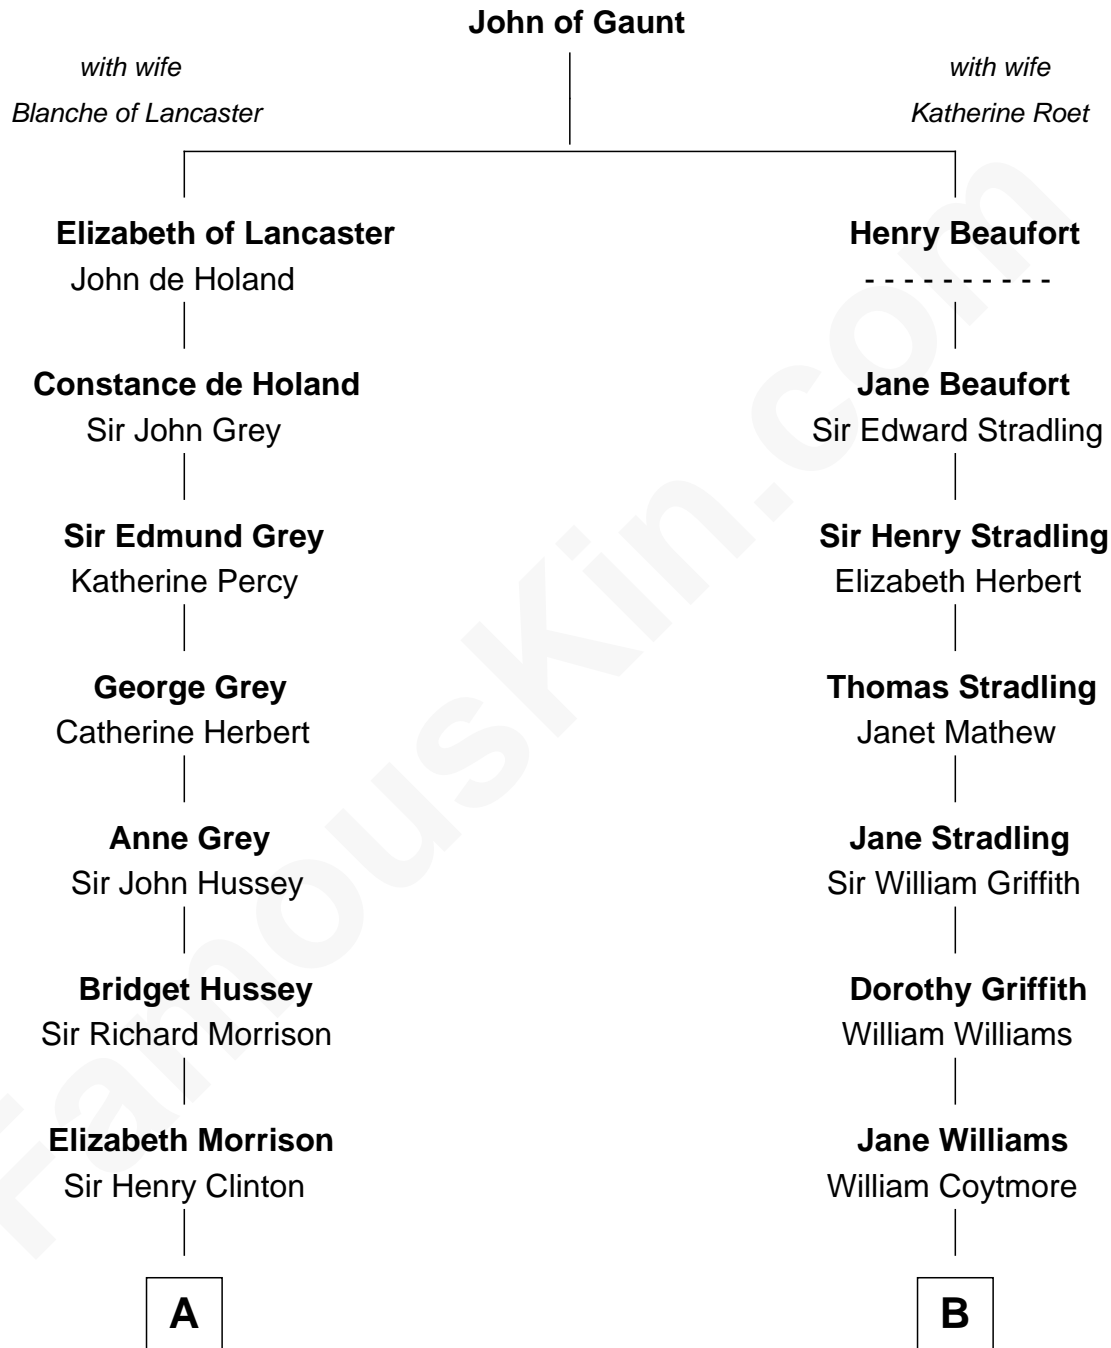 John of Gaunt
with wife
Blanche of Lancaster
with wife
Katherine Roet
Elizabeth of Lancaster
John de Holand
Henry Beaufort
- - - - - - - - - -
Constance de Holand
Sir John Grey
Jane Beaufort
Sir Edward Stradling
Sir Edmund Grey
Katherine Percy
Sir Henry Stradling
Elizabeth Herbert
George Grey
Catherine Herbert
Thomas Stradling
Janet Mathew
Anne Grey
Sir John Hussey
Jane Stradling
Sir William Griffith
Bridget Hussey
Sir Richard Morrison
Dorothy Griffith
William Williams
Elizabeth Morrison
Sir Henry Clinton
Jane Williams
William Coytmore
A
B
FamousKin.com